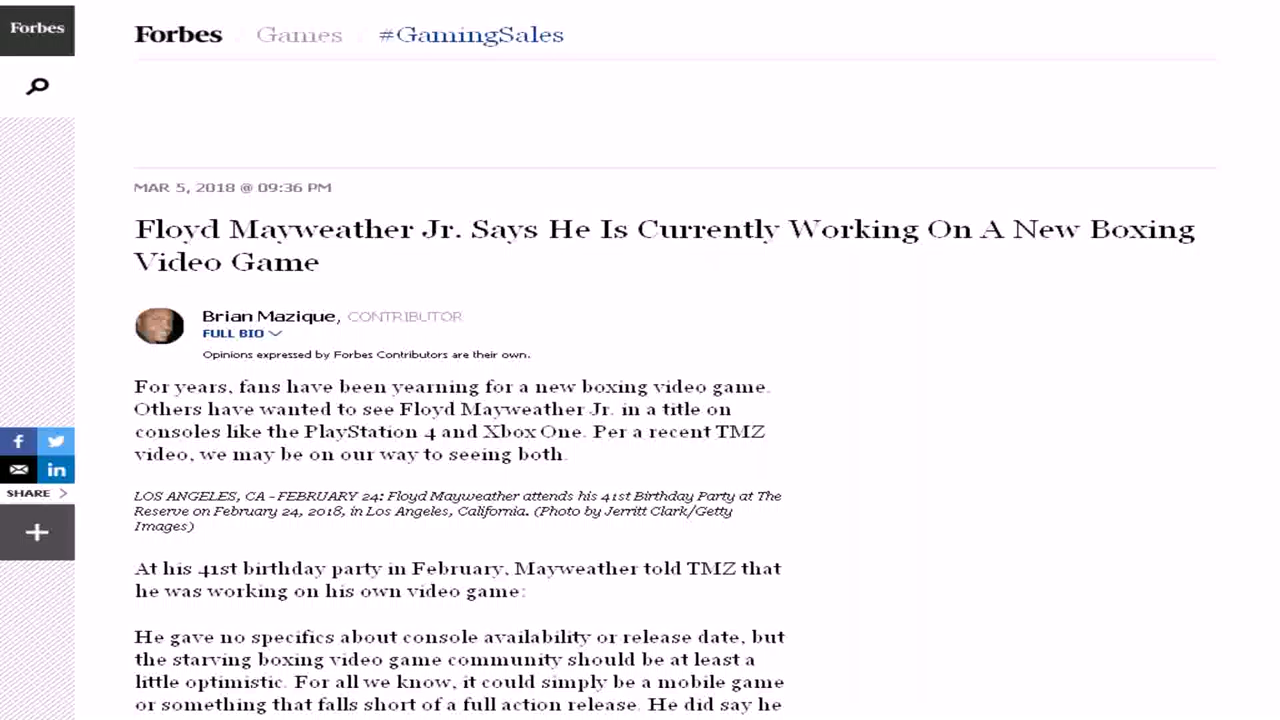 Forbes
Forbes / Games / #GamingSales
MAR 5, 2018 @ 09:36 PM
Floyd Mayweather Jr. Says He Is Currently Working On A New Boxing
Video Game
Brian Mazique, CONTRIBUTOR
FULL BIO
Opinions expressed by Forbes Contributors are their own.
For years, fans have been yearning for a new boxing video game.
Others have wanted to see Floyd Mayweather Jr. in a title on
consoles like the PlayStation 4 and Xbox One. Per a recent TMZ
video, we may be on our way to seeing both.
f
in
SHARE
LOS ANGELES, CA - FEBRUARY 24: Floyd Mayweather attends his 41st Birthday Party at The
Reserve on February 24, 2018, in Los Angeles, California. (Photo by Jerritt Clark/Getty
Images)
At his 41st birthday party in February, Mayweather told TMZ that
he was working on his own video game:
He gave no specifics about console availability or release date, but
the starving boxing video game community should be at least a
little optimistic. For all we know, it could simply be a mobile game
or something that falls short of a full action release. He did say he